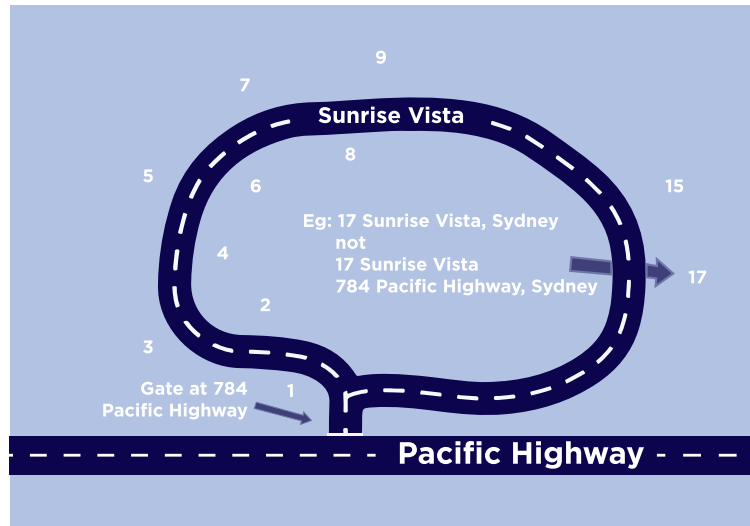 9
7
Sunrise Vista
8
5
6
15
Eg: 17 Sunrise Vista, Sydney
not
17 Sunrise Vista
784 Pacific Highway, Sydney
4
17
2
3
1
Gate at 784
Pacific Highway
Pacific Highway